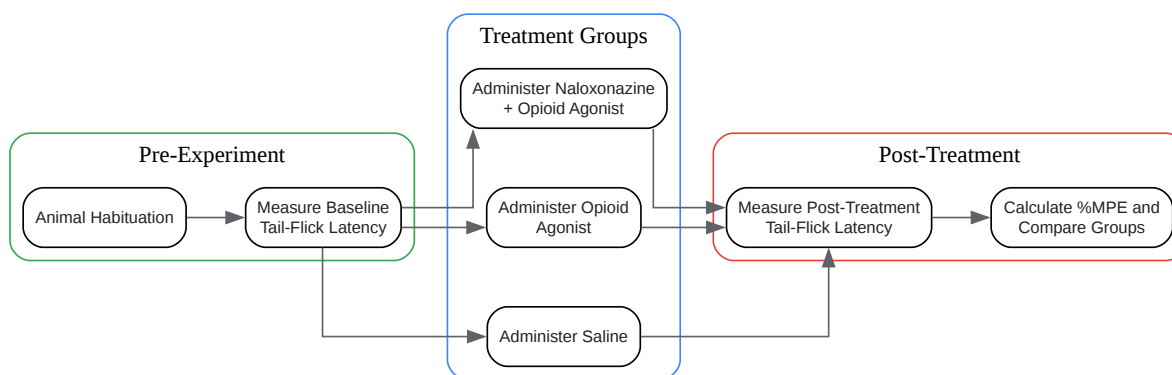 Pre-Experiment
Animal Habituation
Measure Baseline
Tail-Flick Latency
Treatment Groups
Administer Naloxonazine
+ Opioid Agonist
Administer Opioid
Agonist
Administer Saline
Post-Treatment
Measure Post-Treatment
Tail-Flick Latency
Calculate %MPE and
Compare Groups